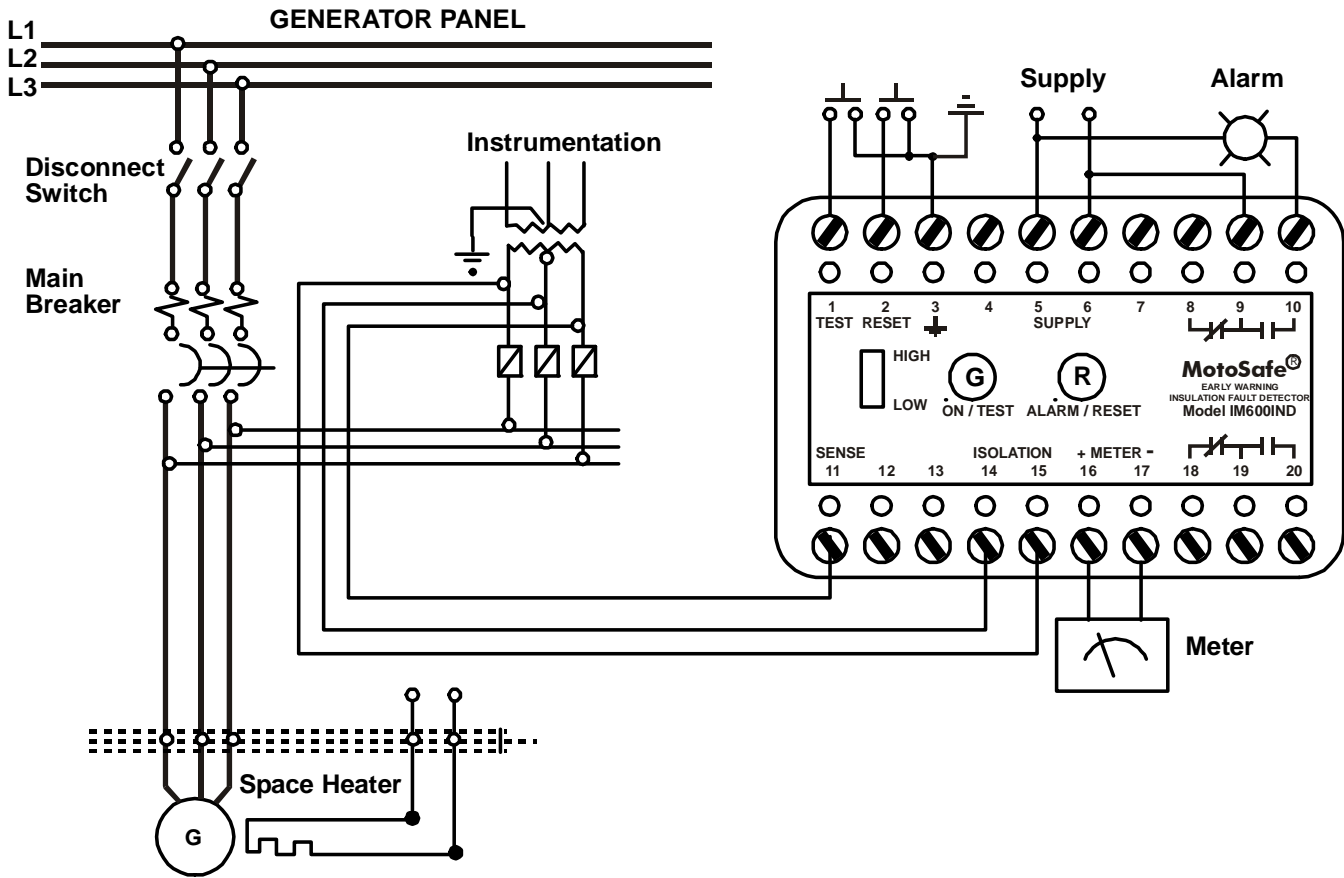 GENERATOR PANEL
L1
L2
L3
Supply
Alarm
Instrumentation
Disconnect
Switch
Main
Breaker
1 2 3 4 5 6 7 8 9 10
TEST RESET SUPPLY
HIGH
LOW
G
ON / TEST
R
ALARM / RESET
MotoSafe®
EARLY WARNING
INSULATION FAULT DETECTOR
Model IM600IND
SENSE ISOLATION + METER -
11 12 13 14 15 16 17 18 19 20
Meter
Space Heater
G